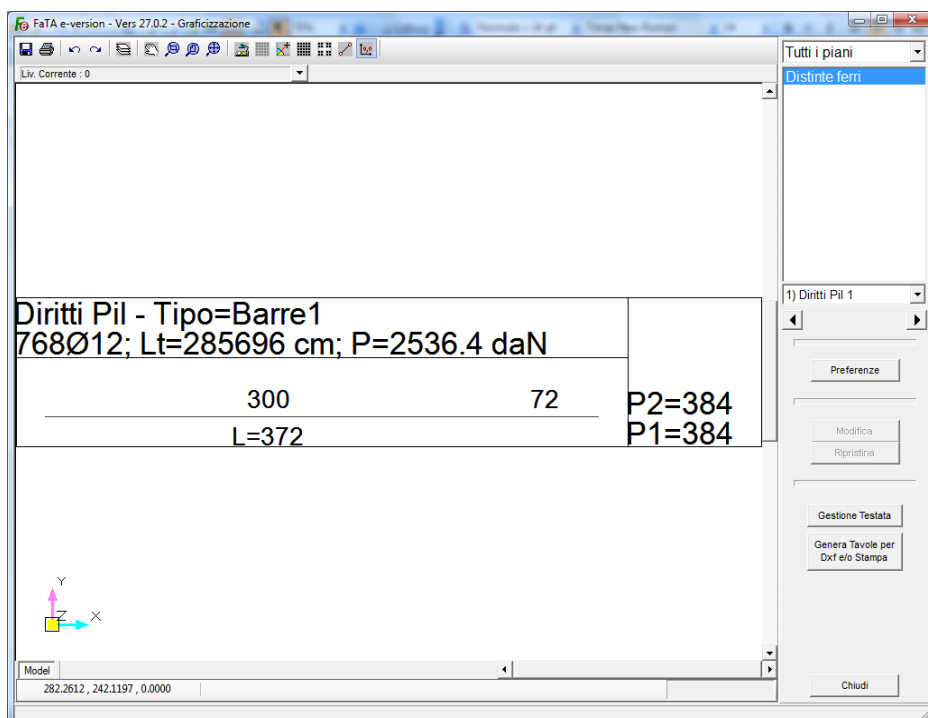 FaTA e-version - Vers 27.0.2 - Graficizzazione
Liv. Corrente : 0
Tutti i piani
Distinte ferri
Diritti Pil - Tipo=Barre1
768Ø12; Lt=285696 cm; P=2536.4 daN
300 72
L=372
P2=384
P1=384
1) Diritti Pil 1
Preferenze
Modifica
Ripristina
Gestione Testata
Genera Tavole per
Dxf e/o Stampa
Y
Z X
Model
282.2612 , 242.1197 , 0.0000
Chiudi